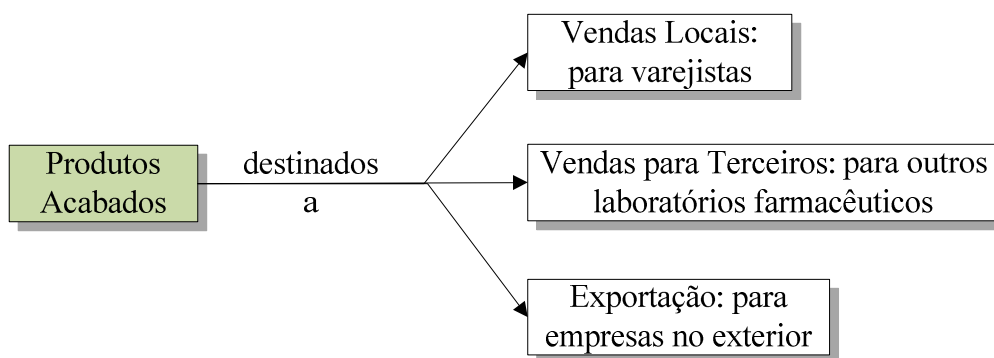 Produtos
Acabados
destinados
a
Vendas Locais:
para varejistas
Vendas para Terceiros: para outros
laboratórios farmacêuticos
Exportação: para
empresas no exterior